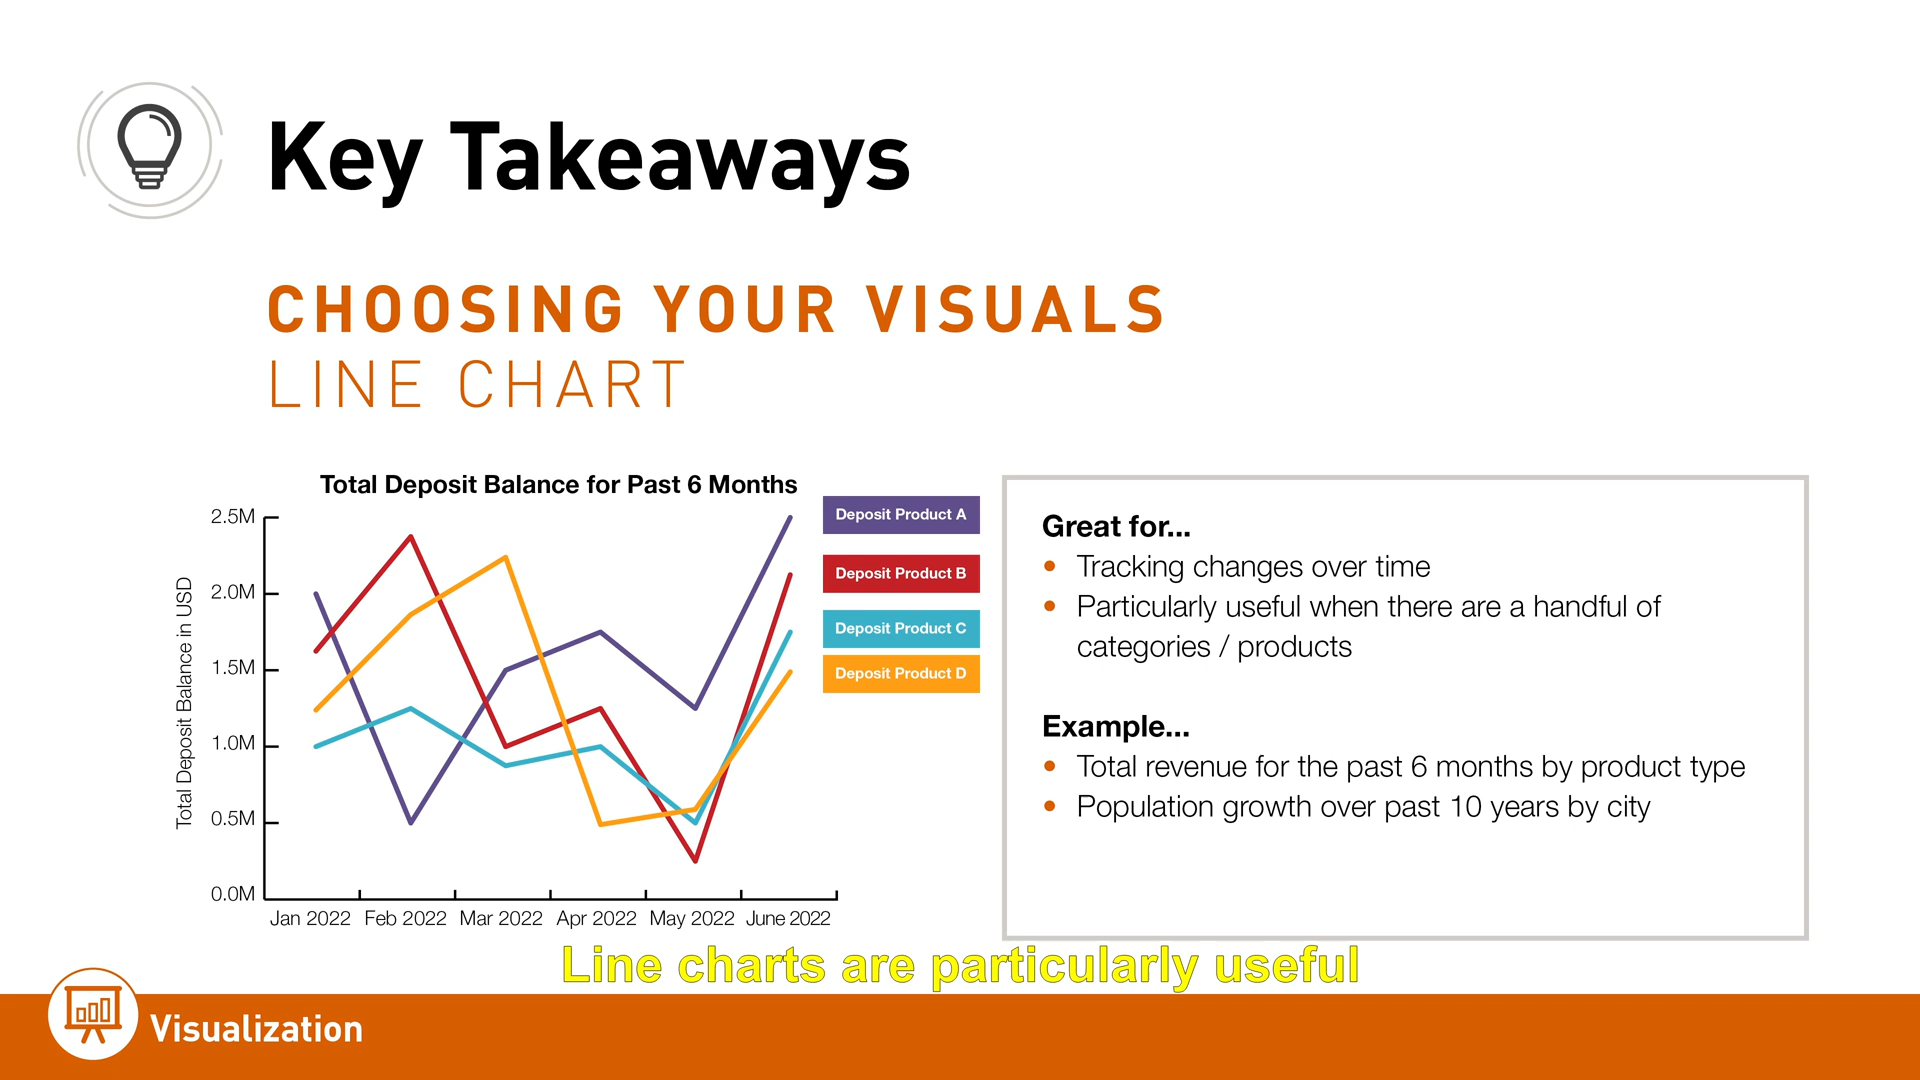 Key Takeaways
CHOOSING YOUR VISUALS
LINE CHART
Total Deposit Balance for Past 6 Months
Total Deposit Balance in USD
2.5M
2.0M
1.5M
1.0M
0.5M
0.0M
Jan 2022 Feb 2022 Mar 2022 Apr 2022 May 2022 June 2022
Deposit Product A
Deposit Product B
Deposit Product C
Deposit Product D
Great for...
• Tracking changes over time
• Particularly useful when there are a handful of
categories / products
Example...
• Total revenue for the past 6 months by product type
• Population growth over past 10 years by city
Line charts are particularly useful
Visualization